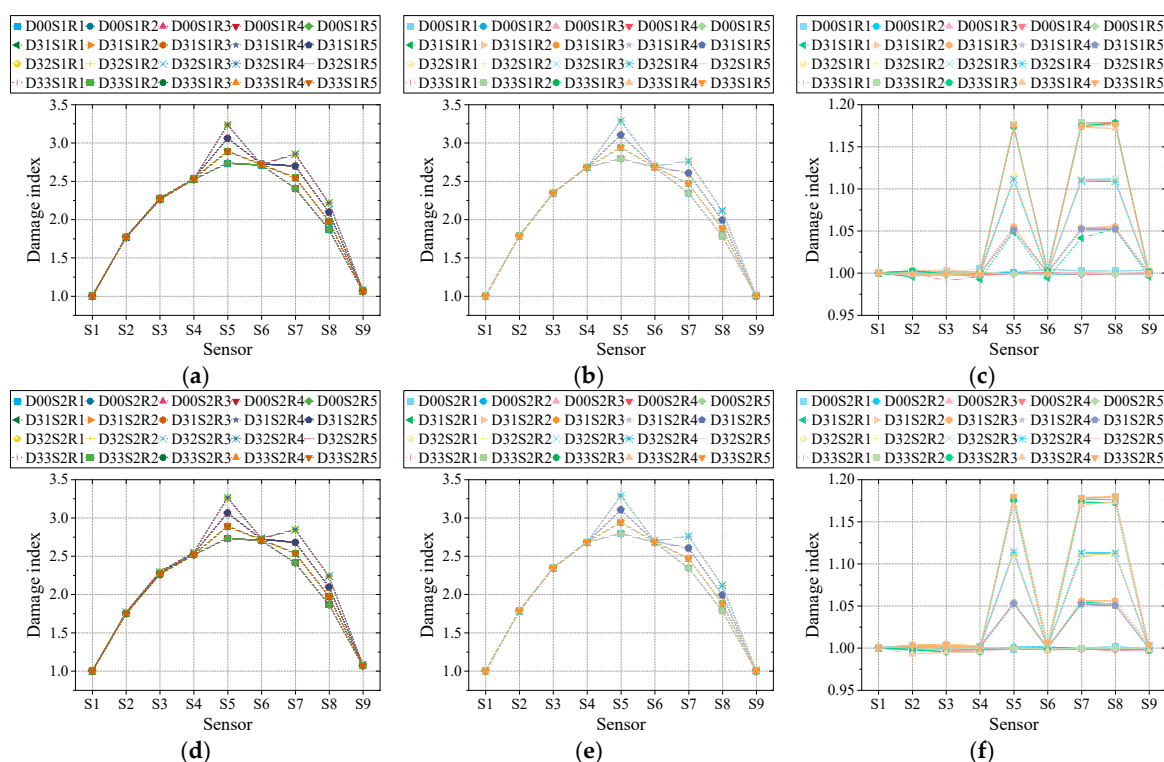 D00S1R1 D00S1R2 D00S1R3 D00S1R4 D00S1R5
D31S1R1 D31S1R2 D31S1R3 D31S1R4 D31S1R5
D32S1R1 D32S1R2 D32S1R3 D32S1R4 D32S1R5
D33S1R1 D33S1R2 D33S1R3 D33S1R4 D33S1R5
3.5
3.0
2.5
2.0
1.5
1.0
Damage index
S1 S2 S3 S4 S5 S6 S7 S8 S9
Sensor
(a)
D00S1R1 D00S1R2 D00S1R3 D00S1R4 D00S1R5
D31S1R1 D31S1R2 D31S1R3 D31S1R4 D31S1R5
D32S1R1 D32S1R2 D32S1R3 D32S1R4 D32S1R5
D33S1R1 D33S1R2 D33S1R3 D33S1R4 D33S1R5
3.5
3.0
2.5
2.0
1.5
1.0
Damage index
S1 S2 S3 S4 S5 S6 S7 S8 S9
Sensor
(b)
D00S1R1 D00S1R2 D00S1R3 D00S1R4 D00S1R5
D31S1R1 D31S1R2 D31S1R3 D31S1R4 D31S1R5
D32S1R1 D32S1R2 D32S1R3 D32S1R4 D32S1R5
D33S1R1 D33S1R2 D33S1R3 D33S1R4 D33S1R5
1.20
1.15
1.10
1.05
1.00
0.95
Damage index
S1 S2 S3 S4 S5 S6 S7 S8 S9
Sensor
(c)
D00S2R1 D00S2R2 D00S2R3 D00S2R4 D00S2R5
D31S2R1 D31S2R2 D31S2R3 D31S2R4 D31S2R5
D32S2R1 D32S2R2 D32S2R3 D32S2R4 D32S2R5
D33S2R1 D33S2R2 D33S2R3 D33S2R4 D33S2R5
3.5
3.0
2.5
2.0
1.5
1.0
Damage index
S1 S2 S3 S4 S5 S6 S7 S8 S9
Sensor
(d)
D00S2R1 D00S2R2 D00S2R3 D00S2R4 D00S2R5
D31S2R1 D31S2R2 D31S2R3 D31S2R4 D31S2R5
D32S2R1 D32S2R2 D32S2R3 D32S2R4 D32S2R5
D33S2R1 D33S2R2 D33S2R3 D33S2R4 D33S2R5
3.5
3.0
2.5
2.0
1.5
1.0
Damage index
S1 S2 S3 S4 S5 S6 S7 S8 S9
Sensor
(e)
D00S2R1 D00S2R2 D00S2R3 D00S2R4 D00S2R5
D31S2R1 D31S2R2 D31S2R3 D31S2R4 D31S2R5
D32S2R1 D32S2R2 D32S2R3 D32S2R4 D32S2R5
D33S2R1 D33S2R2 D33S2R3 D33S2R4 D33S2R5
1.20
1.15
1.10
1.05
1.00
0.95
Damage index
S1 S2 S3 S4 S5 S6 S7 S8 S9
Sensor
(f)